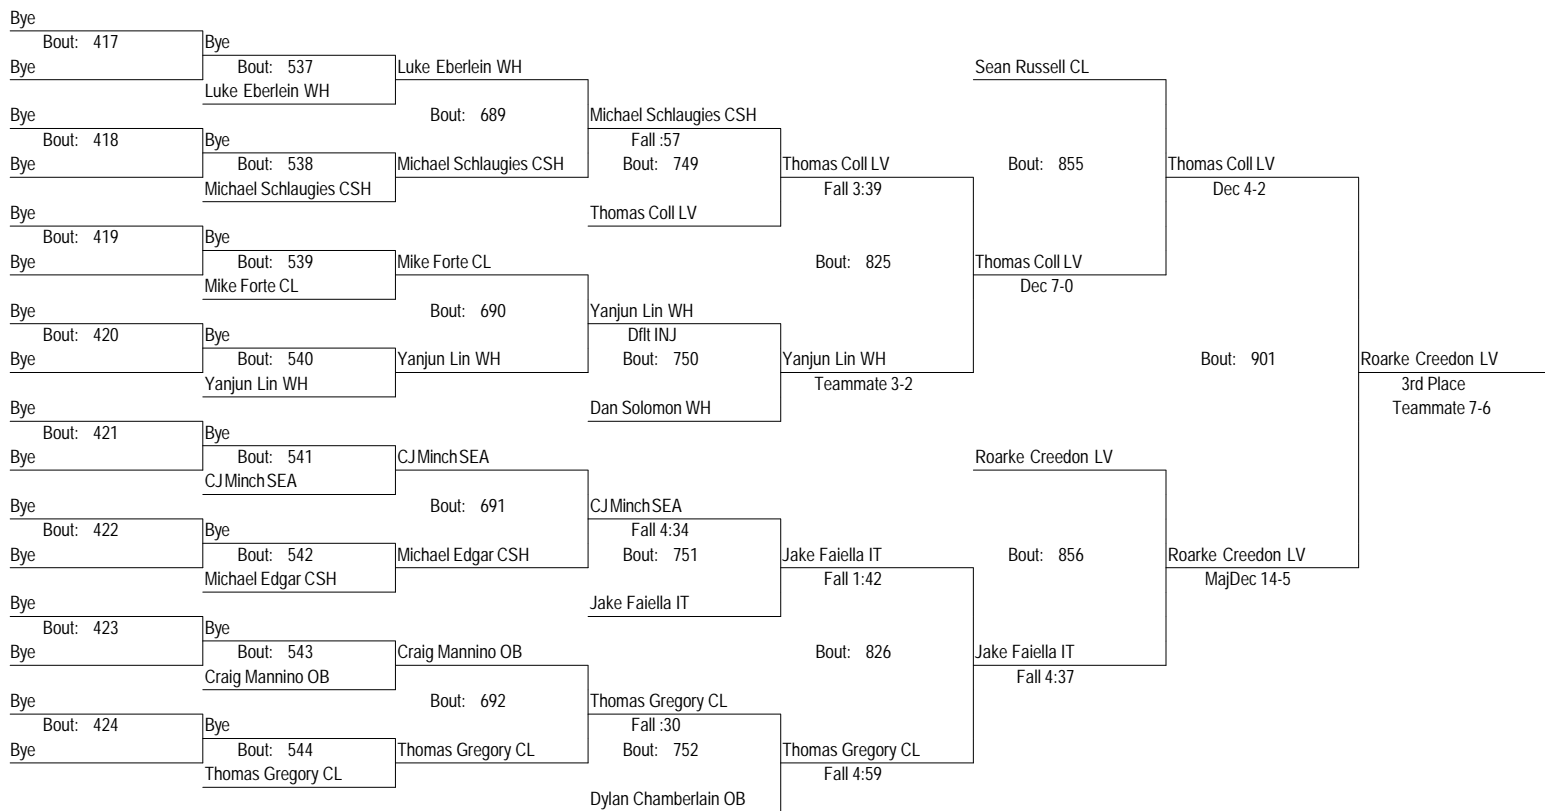 Bye
Bout: 417
Bye
Bye
Bout: 537
Luke Eberlein WH
Luke Eberlein WH
Bout: 689
Bye
Bout: 418
Bye
Bye
Bout: 538
Michael Schlaugies CSH
Michael Schlaugies CSH
Michael Schlaugies CSH
Fall :57
Bout: 749
Thomas Coll LV
Thomas Coll LV
Fall 3:39
Bye
Bout: 419
Bye
Bye
Bout: 539
Mike Forte CL
Mike Forte CL
Bout: 690
Bye
Bout: 420
Bye
Bye
Bout: 540
Yanjun Lin WH
Yanjun Lin WH
Yanjun Lin WH
Dflt INJ
Bout: 750
Dan Solomon WH
Yanjun Lin WH
Teammate 3-2
Bout: 825
Thomas Coll LV
Dec 7-0
Sean Russell CL
Bout: 855
Thomas Coll LV
Dec 4-2
Bye
Bout: 421
Bye
Bye
Bout: 541
CJ Minch SEA
CJ Minch SEA
Bout: 691
Bye
Bout: 422
Bye
Bye
Bout: 542
Michael Edgar CSH
Michael Edgar CSH
CJ Minch SEA
Fall 4:34
Bout: 751
Jake Faiella IT
Jake Faiella IT
Fall 1:42
Bye
Bout: 423
Bye
Bye
Bout: 543
Craig Mannino OB
Craig Mannino OB
Bout: 692
Bye
Bout: 424
Bye
Bye
Bout: 544
Thomas Gregory CL
Thomas Gregory CL
Thomas Gregory CL
Fall :30
Bout: 752
Dylan Chamberlain OB
Thomas Gregory CL
Fall 4:59
Bout: 826
Jake Faiella IT
Fall 4:37
Roarke Creedon LV
Bout: 856
Roarke Creedon LV
MajDec 14-5
Bout: 901
Roarke Creedon LV
3rd Place
Teammate 7-6